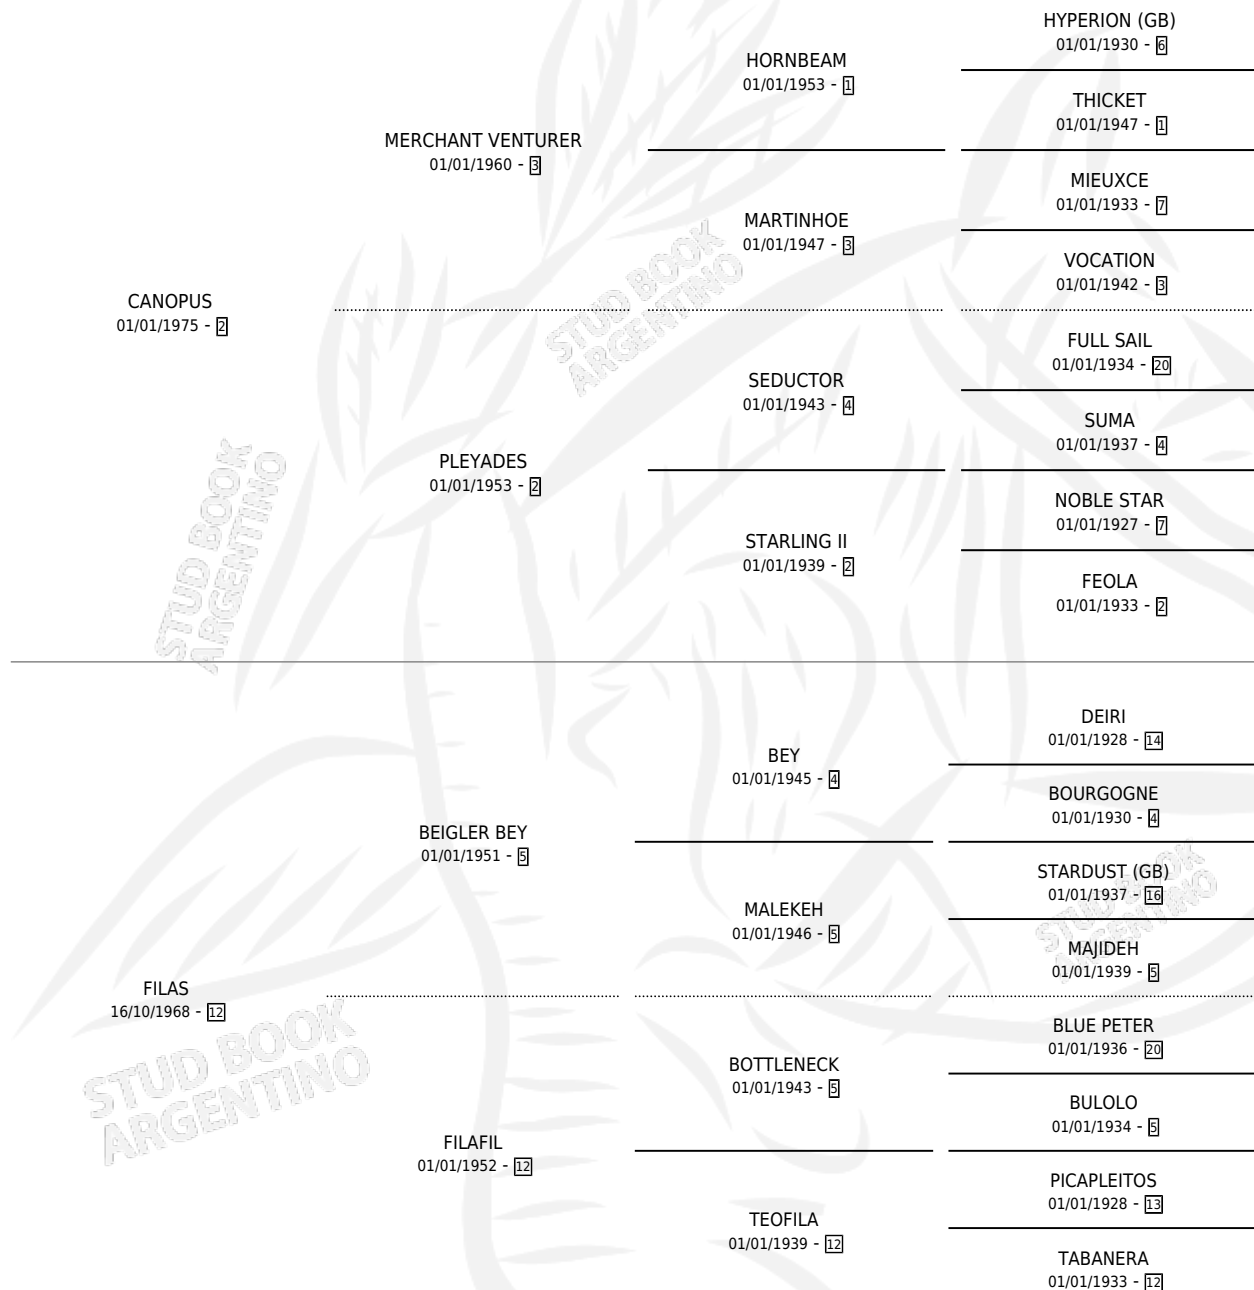 HYPERION (GB)
01/01/1930 - 6
HORNBEAM
01/01/1953 - 1
THICKET
01/01/1947 - 1
MERCHANT VENTURER
01/01/1960 - 3
MIEUXCE
01/01/1933 - 7
MARTINHOE
01/01/1947 - 3
VOCATION
01/01/1942 - 3
CANOPUS
01/01/1975 - 2
FULL SAIL
01/01/1934 - 20
SEDUCTOR
01/01/1943 - 4
SUMA
01/01/1937 - 4
PLEYADES
01/01/1953 - 2
NOBLE STAR
01/01/1927 - 7
STARLING II
01/01/1939 - 2
FEOLA
01/01/1933 - 2
DEIRI
01/01/1928 - 14
BEY
01/01/1945 - 4
BOURGOGNE
01/01/1930 - 4
BEIGLER BEY
01/01/1951 - 5
STARDUST (GB)
01/01/1937 - 16
MALEKEH
01/01/1946 - 5
MAJIDEH
01/01/1939 - 5
FILAS
16/10/1968 - 12
BLUE PETER
01/01/1936 - 20
BOTTLENECK
01/01/1943 - 5
BULOLO
01/01/1934 - 5
FILAFIL
01/01/1952 - 12
PICAPLEITOS
01/01/1928 - 13
TEOFILA
01/01/1939 - 12
TABANERA
01/01/1933 - 12
STUD BOOK
ARGENTINO
STUD BOOK
ARGENTINO
STUD BOOK
ARGENTINO
STUD BOOK
ARGENTINO